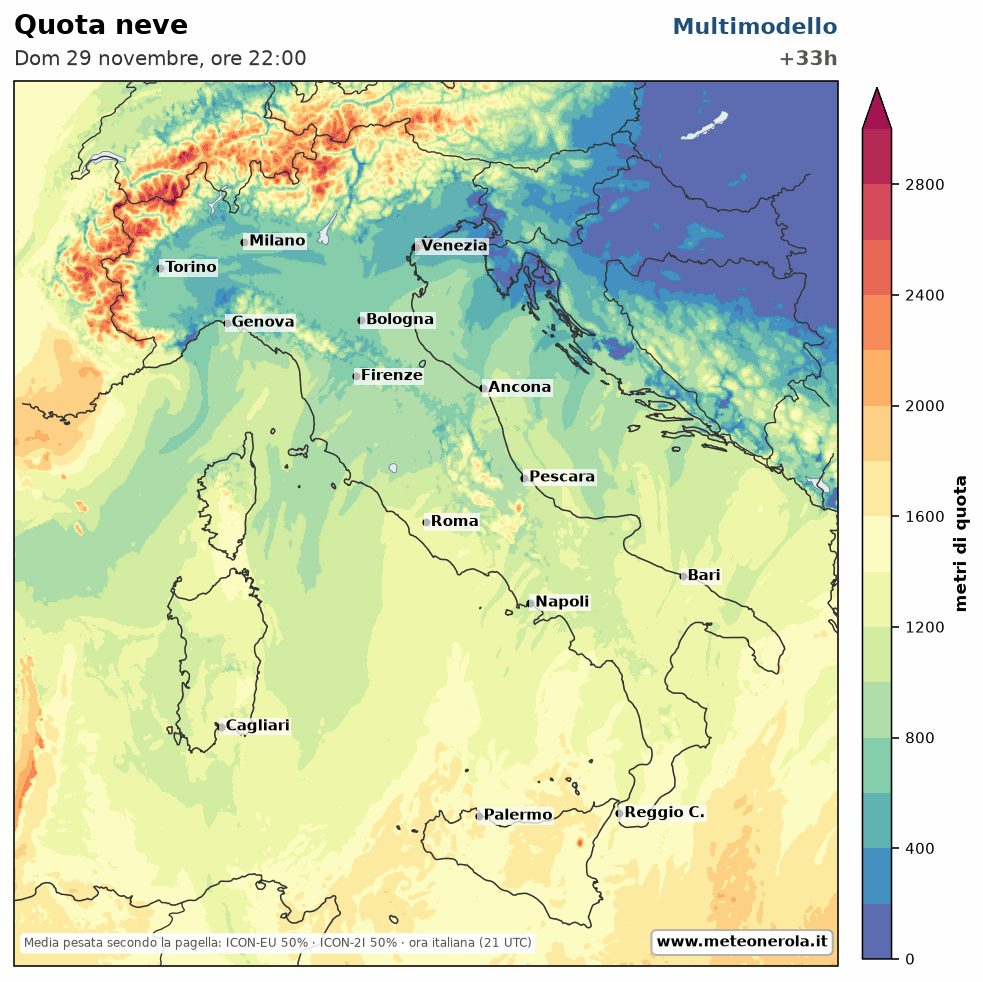 Quota neve
Multimodello
Dom 29 novembre, ore 22:00
+33h
Milano
Venezia
Torino
Genova
Bologna
Firenze
Ancona
Pescara
Roma
Bari
Napoli
Cagliari
Palermo
Reggio C.
2800
2400
2000
1600
1200
800
400
0
metri di quota
Media pesata secondo la pagella: ICON-EU 50% · ICON-2I 50% · ora italiana (21 UTC)
www.meteonerola.it